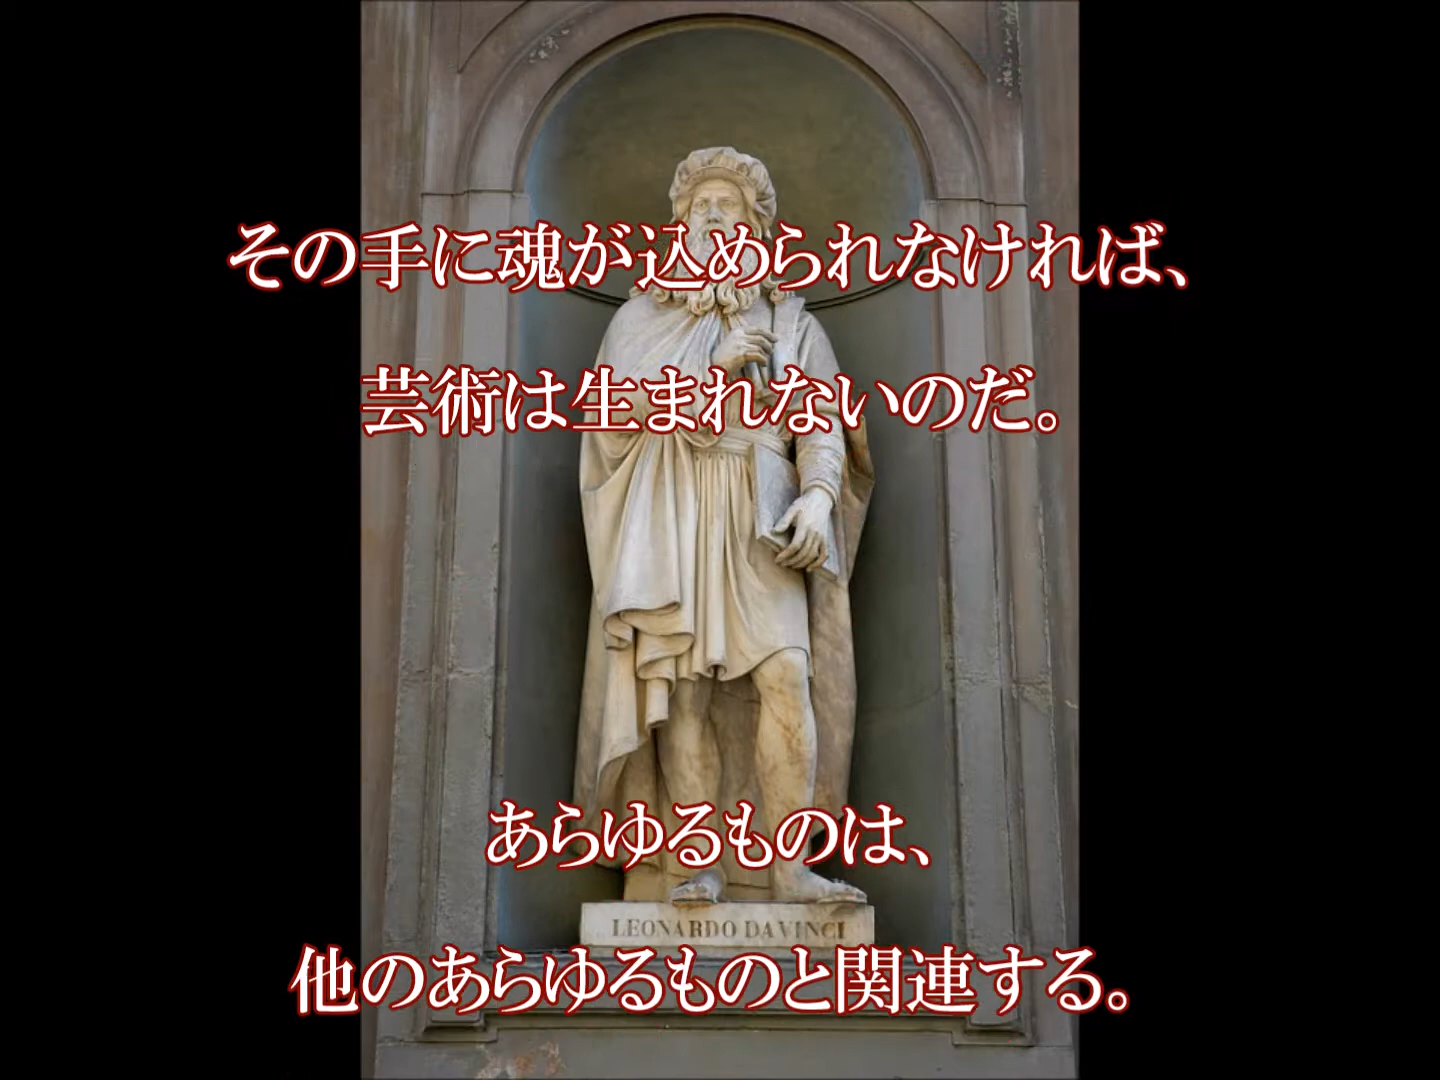 その手に魂が込められなければ、
芸術は生まれないのだ。
あらゆるものは、
LEONARDO DA VINCI
他のあらゆるものと関連する。